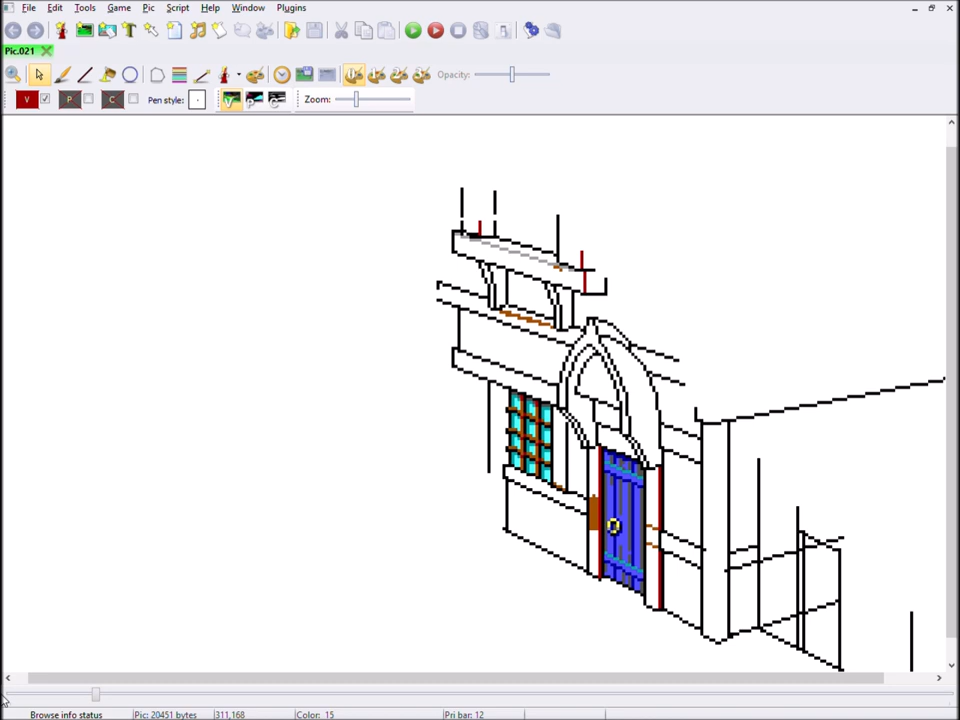 File Edit Tools Game Pic Script Help Window Plugins
Pic.021
Opacity:
V P C Pen style: V P C Zoom:
Browse info status Pic: 20451 bytes 311,168 Color: 15 Pri bar: 12